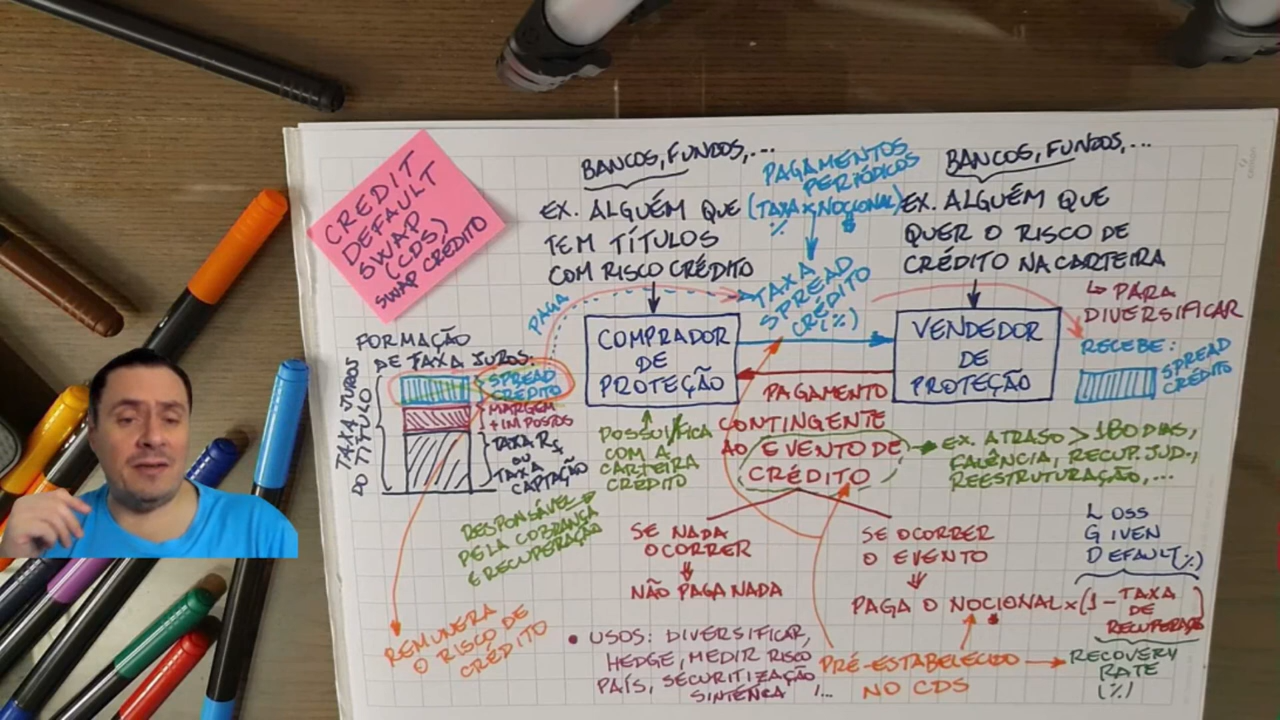 CREDIT
DEFAULT
SWAP
(CDS)
SWAP CRÉDITO
BANCOS, FUNDOS,...
EX. ALGUÉM QUE
TEM TÍTULOS
COM RISCO CRÉDITO
PAGAMENTOS
PERIÓDICOS
(TAXA x NOCIONAL)
% $
TAXA
SPREAD
CRÉDITO
(%)
BANCOS, FUNDOS,...
EX. ALGUÉM QUE
QUER O RISCO DE
CRÉDITO NA CARTEIRA
↳ PARA
DIVERSIFICAR
PAGA
COMPRADOR
DE
PROTEÇÃO
VENDEDOR
DE
PROTEÇÃO
RECEBE:
SPREAD
CRÉDITO
FORMAÇÃO
DE TAXA JUROS:
TAXA JUROS
DO TÍTULO
SPREAD
CRÉDITO
MARGEM
+ IMPOSTOS
TAXA Rf
OU
TAXA
CAPTAÇÃO
POSSUI/FICA
COM A
CARTEIRA
CRÉDITO
RESPONSÁVEL
PELA COBRANÇA
E RECUPERAÇÃO
REMUNERA
O RISCO DE
CRÉDITO
PAGAMENTO
CONTINGENTE
AO EVENTO DE
CRÉDITO
EX. ATRASO > 180 DIAS,
FALÊNCIA, RECUP. JUD.,
REESTRUTURAÇÃO,...
SE NADA
OCORRER
NÃO PAGA NADA
SE OCORRER
O EVENTO
PAGA O NOCIONAL x (1 - TAXA
DE
RECUPERAÇÃO)
$
LOSS
GIVEN
DEFAULT (%)
PRÉ-ESTABELECIDO
NO CDS
RECOVERY
RATE
(%)
• USOS: DIVERSIFICAR,
HEDGE, MEDIR RISCO
PAÍS, SECURITIZAÇÃO
SINTÉTICA, ...